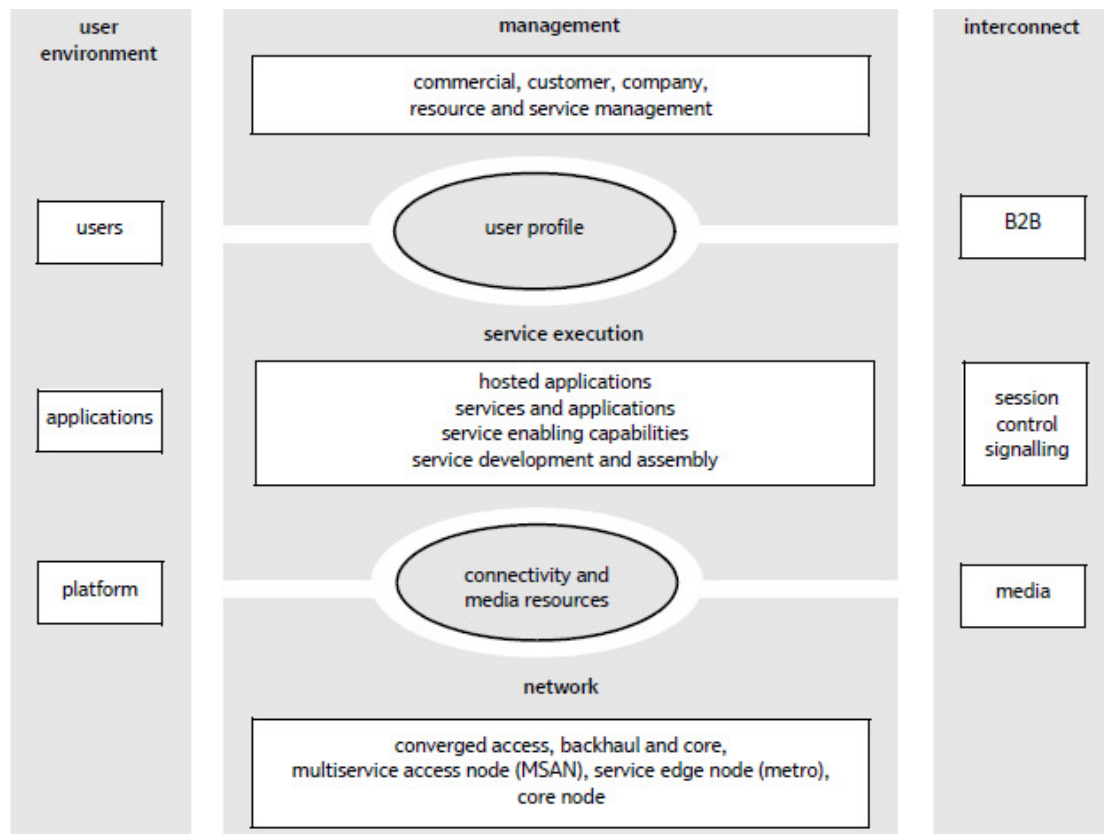 user
environment
users
applications
platform
management
commercial, customer, company,
resource and service management
user profile
service execution
hosted applications
services and applications
service enabling capabilities
service development and assembly
connectivity and
media resources
network
converged access, backhaul and core,
multiservice access node (MSAN), service edge node (metro),
core node
interconnect
B2B
session
control
signalling
media